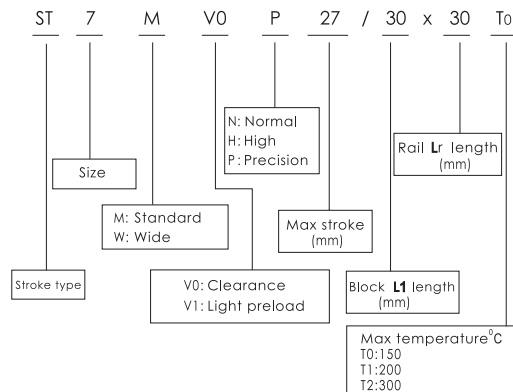 ST 7 M V0 P 27 / 30 x 30 T0
N: Normal
H: High
P: Precision
Rail Lr length
(mm)
Size
M: Standard
W: Wide
Max stroke
(mm)
Stroke type
V0: Clearance
V1: Light preload
Block L1 length
(mm)
Max temperature °C
T0:150
T1:200
T2:300